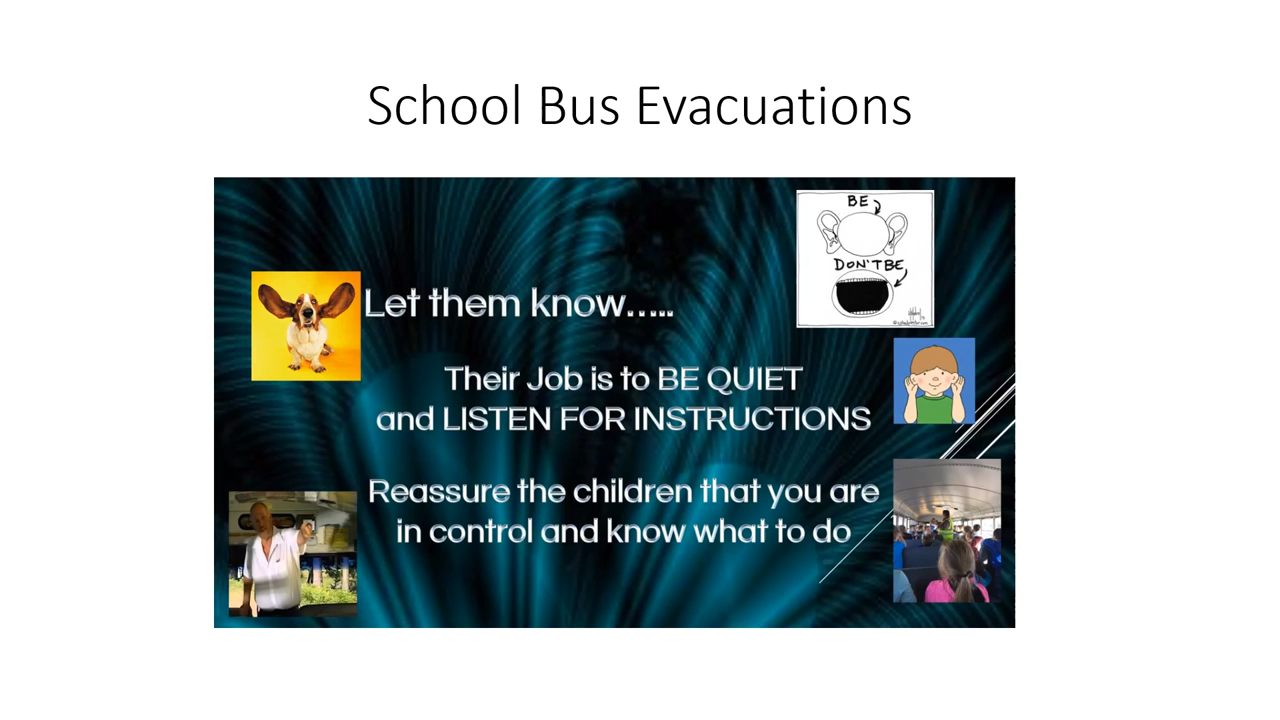 School Bus Evacuations
BE
DON'T BE
Let them know.....
Their Job is to BE QUIET
and LISTEN FOR INSTRUCTIONS
Reassure the children that you are
in control and know what to do